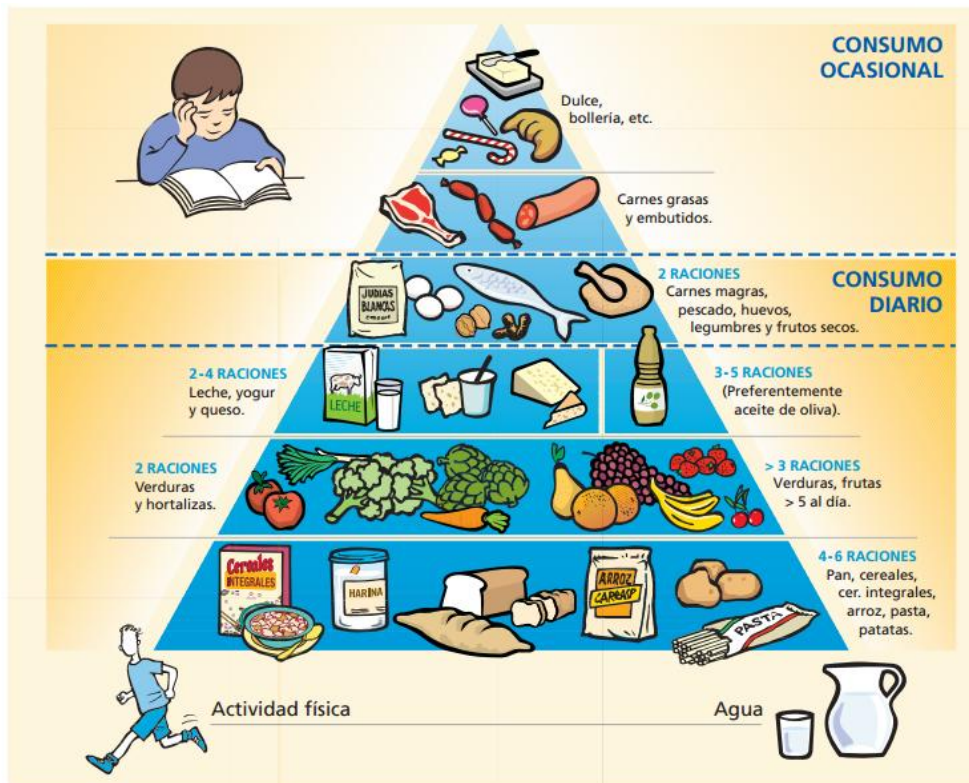 CONSUMO
OCASIONAL
Dulce,
bollería, etc.
Carnes grasas
y embutidos.
CONSUMO
DIARIO
2 RACIONES
Carnes magras,
pescado, huevos,
legumbres y frutos secos.
JUDIAS
BLANCAS
2-4 RACIONES
Leche, yogur
y queso.
LECHE
3-5 RACIONES
(Preferentemente
aceite de oliva).
2 RACIONES
Verduras
y hortalizas.
> 3 RACIONES
Verduras, frutas
> 5 al día.
Cereales
INTEGRALES
HARINA
ARROZ
PASTA
4-6 RACIONES
Pan, cereales,
cer. integrales,
arroz, pasta,
patatas.
Actividad física
Agua